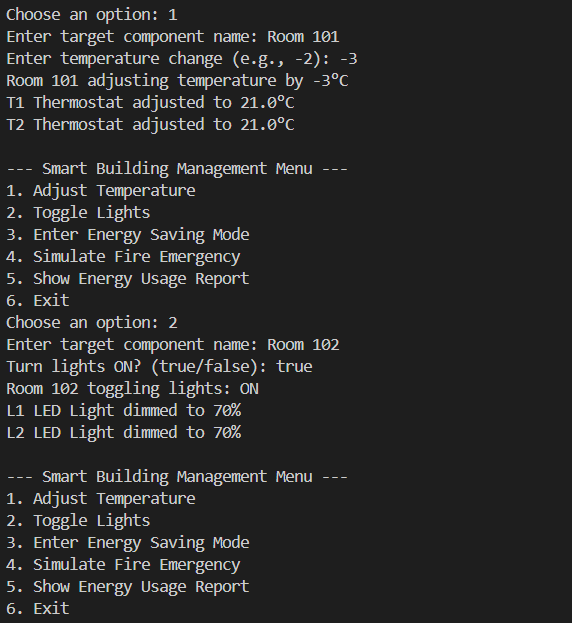 Choose an option: 1
Enter target component name: Room 101
Enter temperature change (e.g., -2): -3
Room 101 adjusting temperature by -3°C
T1 Thermostat adjusted to 21.0°C
T2 Thermostat adjusted to 21.0°C
--- Smart Building Management Menu ---
1. Adjust Temperature
2. Toggle Lights
3. Enter Energy Saving Mode
4. Simulate Fire Emergency
5. Show Energy Usage Report
6. Exit
Choose an option: 2
Enter target component name: Room 102
Turn lights ON? (true/false): true
Room 102 toggling lights: ON
L1 LED Light dimmed to 70%
L2 LED Light dimmed to 70%
--- Smart Building Management Menu ---
1. Adjust Temperature
2. Toggle Lights
3. Enter Energy Saving Mode
4. Simulate Fire Emergency
5. Show Energy Usage Report
6. Exit